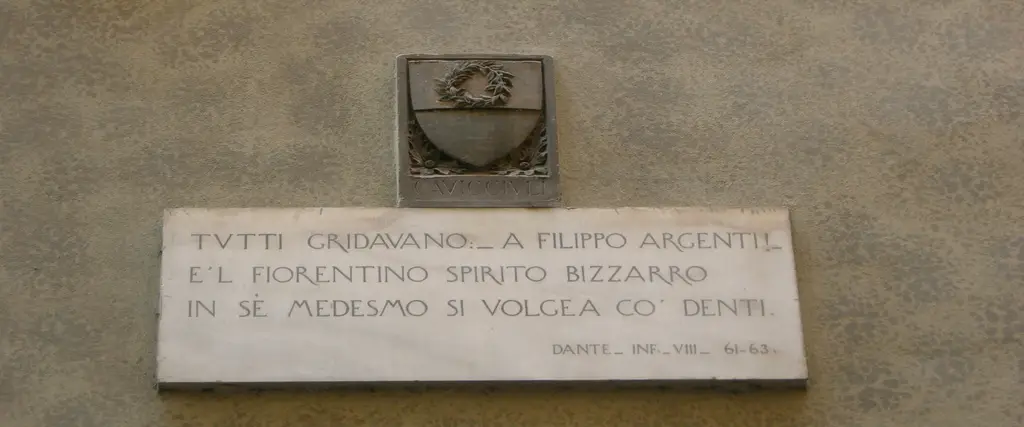 CAVICCIVLI
TVTTI GRIDAVANO:_ A FILIPPO ARGENTI!_
E'L FIORENTINO SPIRITO BIZZARRO
IN SÈ MEDESMO SI VOLGEA CO' DENTI.
DANTE_ INF._ VIII_ 61-63.